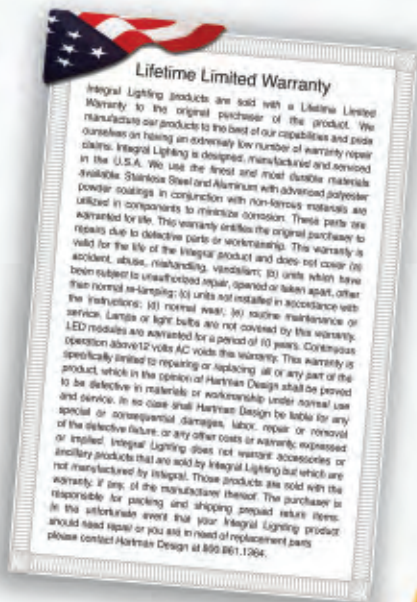 Lifetime Limited Warranty
Integral Lighting products are sold with a Lifetime Limited
Warranty to the original purchaser of the product. We
manufacture our products to the best of our capabilities and pride
ourselves on having an extremely low number of warranty repair
claims. Integral Lighting is designed, manufactured and serviced
in the U.S.A. We use the finest and most durable materials
available. Stainless Steel and Aluminum with advanced polyester
powder coatings in conjunction with non-ferrous materials are
utilized in components to minimize corrosion. These parts are
warranted for life. This warranty entitles the original purchaser to
repairs due to defective parts or workmanship. This warranty is
valid for the life of the Integral product and does not cover (a)
accident, abuse, mishandling, vandalism; (b) units which have
been subject to unauthorized repair, opened or taken apart, other
then normal re-lamping; (c) units not installed in accordance with
the instructions; (d) normal wear; (e) routine maintenance or
service. Lamps or light bulbs are not covered by this warranty.
LED modules are warranted for a period of 10 years. Continuous
operation above12 volts AC voids this warranty. This warranty is
specifically limited to repairing or replacing all or any part of the
product, which in the opinion of Hartman Design shall be proved
to be defective in materials or workmanship under normal use
and service. In no case shall Hartman Design be liable for any
special or consequential damages, labor, repair or removal
of the defective fixture, or any other costs or warranty, expressed
or implied. Integral Lighting does not warrant accessories or
ancillary products that are sold by Integral Lighting but which are
not manufactured by Integral. Those products are sold with the
warranty, if any, of the manufacturer thereof. The purchaser is
responsible for packing and shipping prepaid return items.
In the unfortunate event that your Integral Lighting product
should need repair or you are in need of replacement parts
please contact Hartman Design at 800.861.1364.